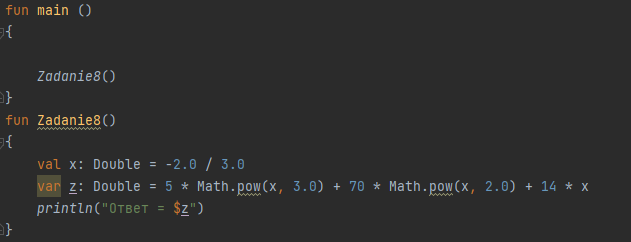 fun main ()
{
Zadanie8()
}
fun Zadanie8()
{
val x: Double = -2.0 / 3.0
var z: Double = 5 * Math.pow(x, 3.0) + 70 * Math.pow(x, 2.0) + 14 * x
println("Ответ = $z")
}